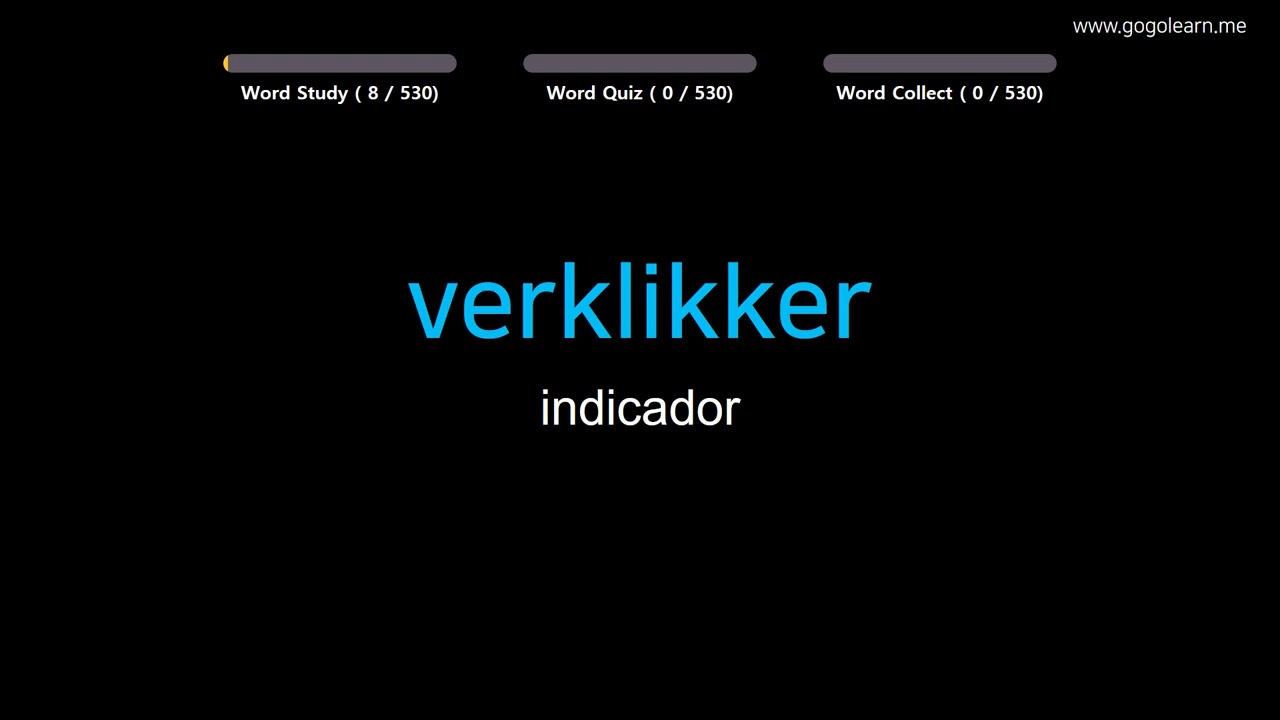 www.gogolearn.me
Word Study ( 8 / 530)
Word Quiz ( 0 / 530)
Word Collect ( 0 / 530)
verklikker
indicador